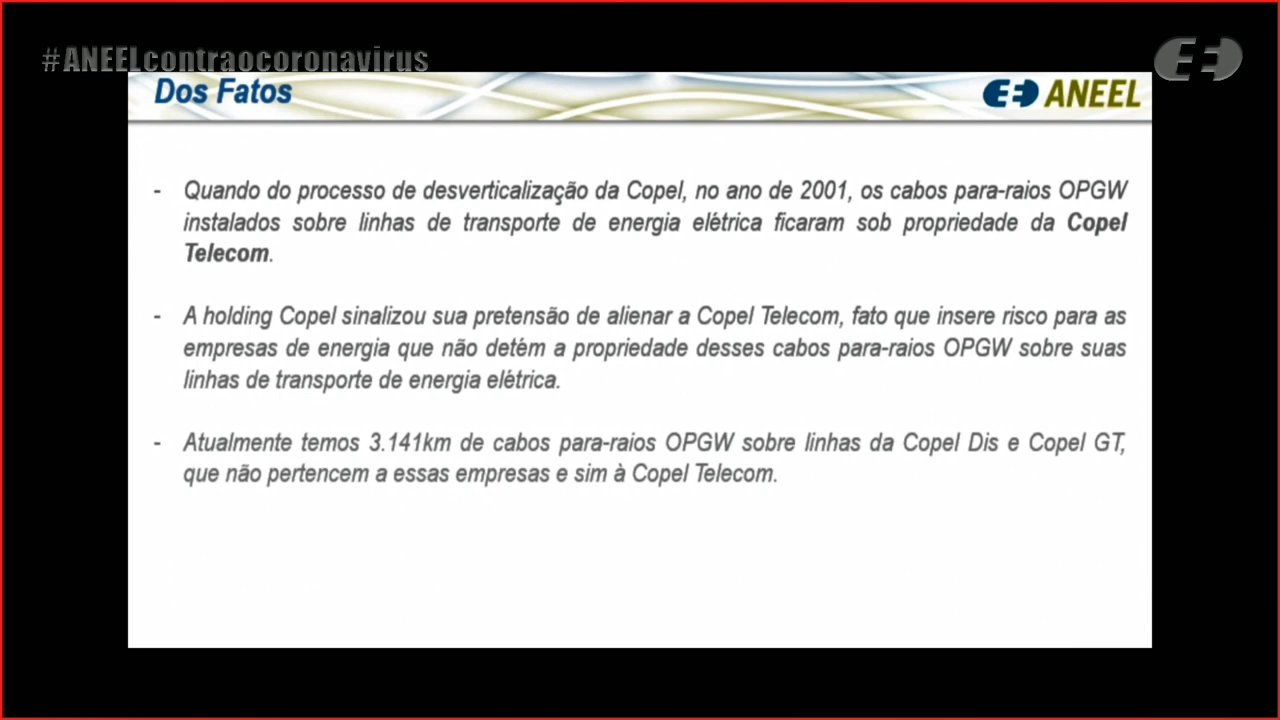 #ANEELcontraocoronavirus
Dos Fatos
ANEEL
- Quando do processo de desverticalização da Copel, no ano de 2001, os cabos para-raios OPGW
instalados sobre linhas de transporte de energia elétrica ficaram sob propriedade da Copel
Telecom.
- A holding Copel sinalizou sua pretensão de alienar a Copel Telecom, fato que insere risco para as
empresas de energia que não detém a propriedade desses cabos para-raios OPGW sobre suas
linhas de transporte de energia elétrica.
- Atualmente temos 3.141km de cabos para-raios OPGW sobre linhas da Copel Dis e Copel GT,
que não pertencem a essas empresas e sim à Copel Telecom.